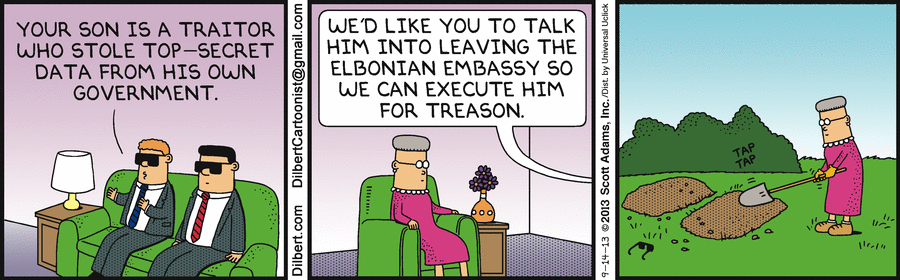 YOUR SON IS A TRAITOR
WHO STOLE TOP-SECRET
DATA FROM HIS OWN
GOVERNMENT.
Dilbert.com DilbertCartoonist@gmail.com
WE'D LIKE YOU TO TALK
HIM INTO LEAVING THE
ELBONIAN EMBASSY SO
WE CAN EXECUTE HIM
FOR TREASON.
9-14-13 © 2013 Scott Adams, Inc. /Dist. by Universal Uclick
TAP
TAP